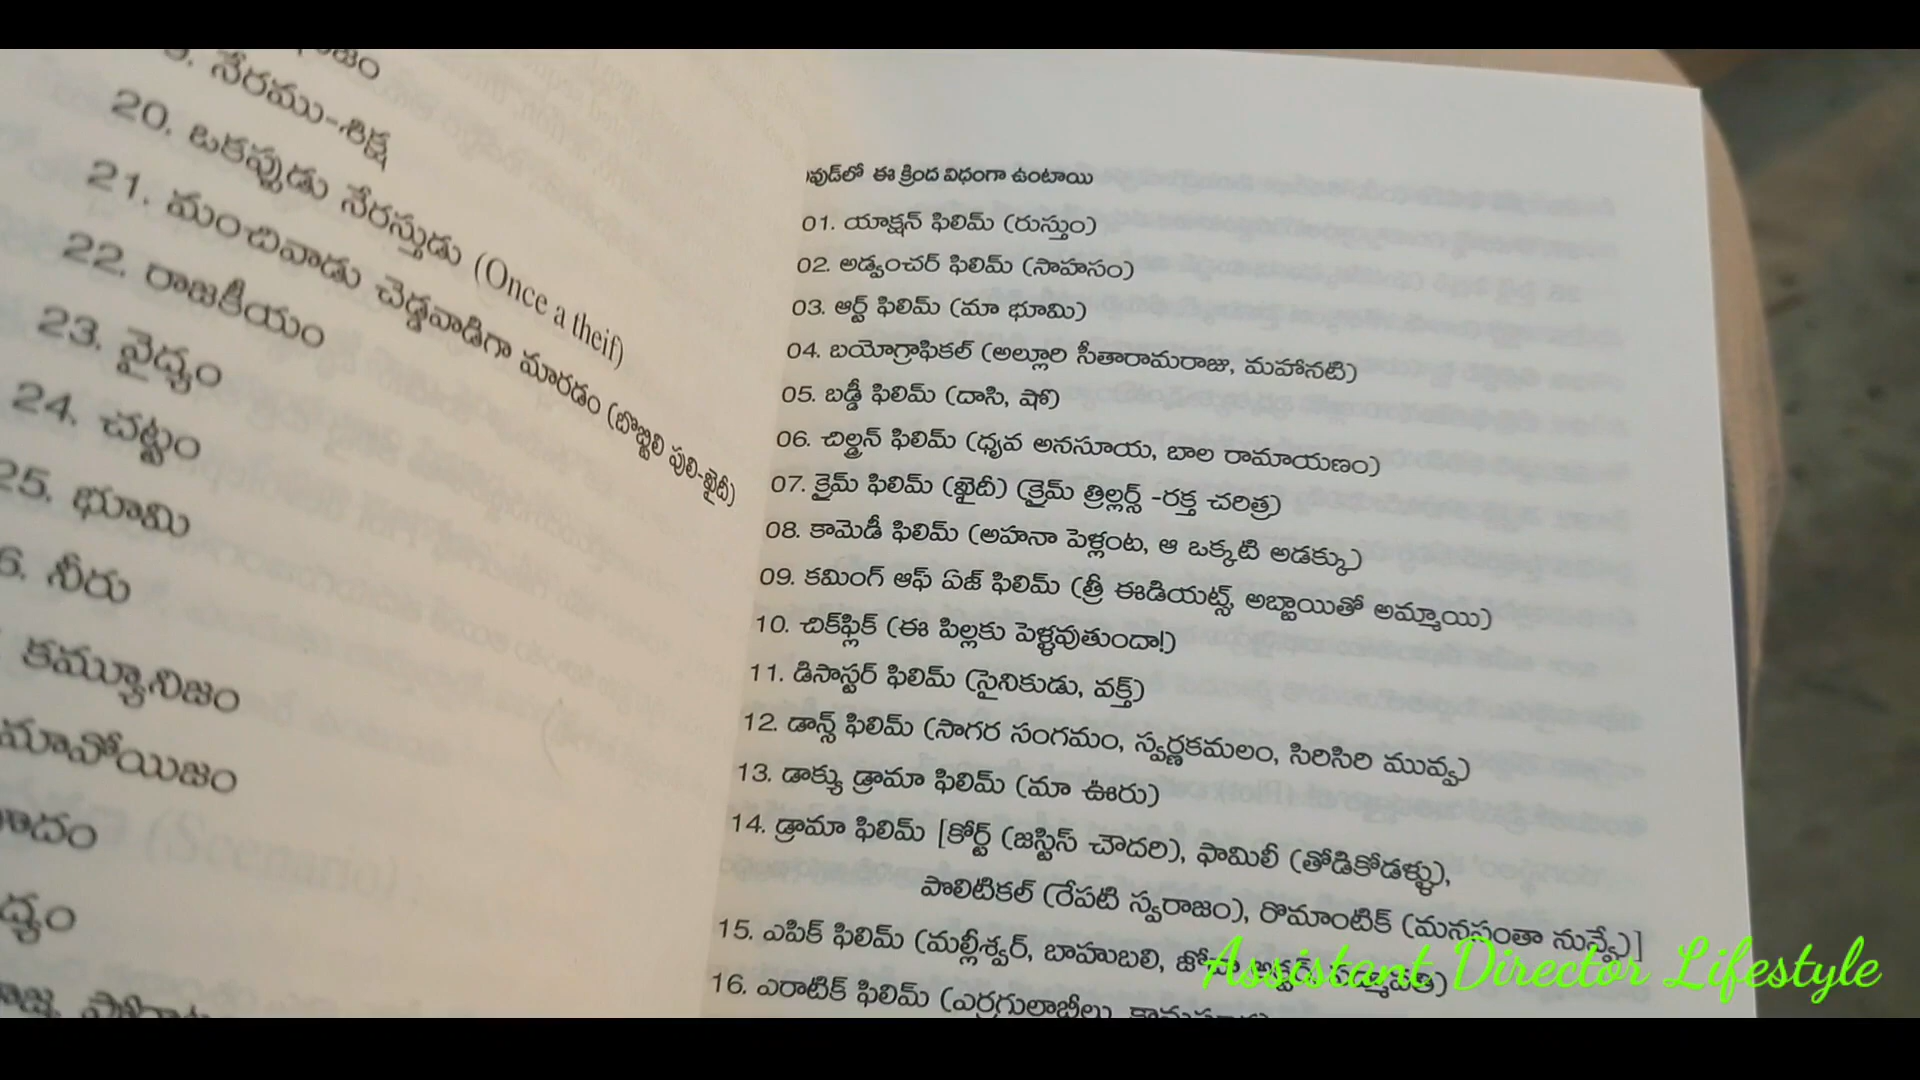 నేరము-శిక్ష
20. ఒకప్పుడు నేరస్తుడు (Once a theif)
21. మంచివాడు చెడ్డవాడిగా మారడం (బొబ్బిలి పులి-ఖైదీ)
22. రాజకీయం
23. వైద్యం
24. చట్టం
25. భూమి
6. నీరు
కమ్యూనిజం
మావోయిజం
ఈ క్రింద విధంగా ఉంటాయి
01. యాక్షన్ ఫిలిమ్ (రుస్తుం)
02. అడ్వంచర్ ఫిలిమ్ (సాహసం)
03. ఆర్ట్ ఫిలిమ్ (మా భూమి)
04. బయోగ్రాఫికల్ (అల్లూరి సీతారామరాజు, మహానటి)
05. బడ్డీ ఫిలిమ్ (దాసి, షో)
06. చిల్డ్రన్ ఫిలిమ్ (ధృవ అనసూయ, బాల రామాయణం)
07. క్రైమ్ ఫిలిమ్ (ఖైదీ) (క్రైమ్ త్రిల్లర్స్ -రక్త చరిత్ర)
08. కామెడీ ఫిలిమ్ (అహనా పెళ్లంట, ఆ ఒక్కటి అడక్కు)
09. కమింగ్ ఆఫ్ ఏజ్ ఫిలిమ్ (త్రీ ఈడియట్స్, అబ్బాయితో అమ్మాయి)
10. చిక్‌ఫ్లిక్ (ఈ పిల్లకు పెళ్ళవుతుందా!)
11. డిసాస్టర్ ఫిలిమ్ (సైనికుడు, వక్త్)
12. డాన్స్ ఫిలిమ్ (సాగర సంగమం, స్వర్ణకమలం, సిరిసిరి మువ్వ)
13. డాక్యు డ్రామా ఫిలిమ్ (మా ఊరు)
14. డ్రామా ఫిలిమ్ [కోర్ట్ (జస్టిస్ చౌదరి), ఫామిలీ (తోడికోడళ్ళు),
పొలిటికల్ (రేపటి స్వరాజం), రొమాంటిక్ (మనసంతా నువ్వే)]
15. ఎపిక్ ఫిలిమ్ (మల్లీశ్వర్, బాహుబలి,
16. ఎరాటిక్ ఫిలిమ్ (ఎర్రగులాబీలు,
Assistant Director Lifestyle